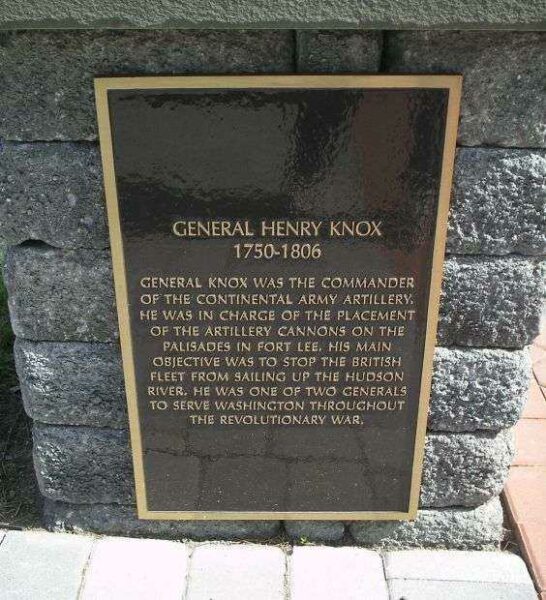 GENERAL HENRY KNOX
1750-1806
GENERAL KNOX WAS THE COMMANDER
OF THE CONTINENTAL ARMY ARTILLERY.
HE WAS IN CHARGE OF THE PLACEMENT
OF THE ARTILLERY CANNONS ON THE
PALISADES IN FORT LEE. HIS MAIN
OBJECTIVE WAS TO STOP THE BRITISH
FLEET FROM SAILING UP THE HUDSON
RIVER. HE WAS ONE OF TWO GENERALS
TO SERVE WASHINGTON THROUGHOUT
THE REVOLUTIONARY WAR.